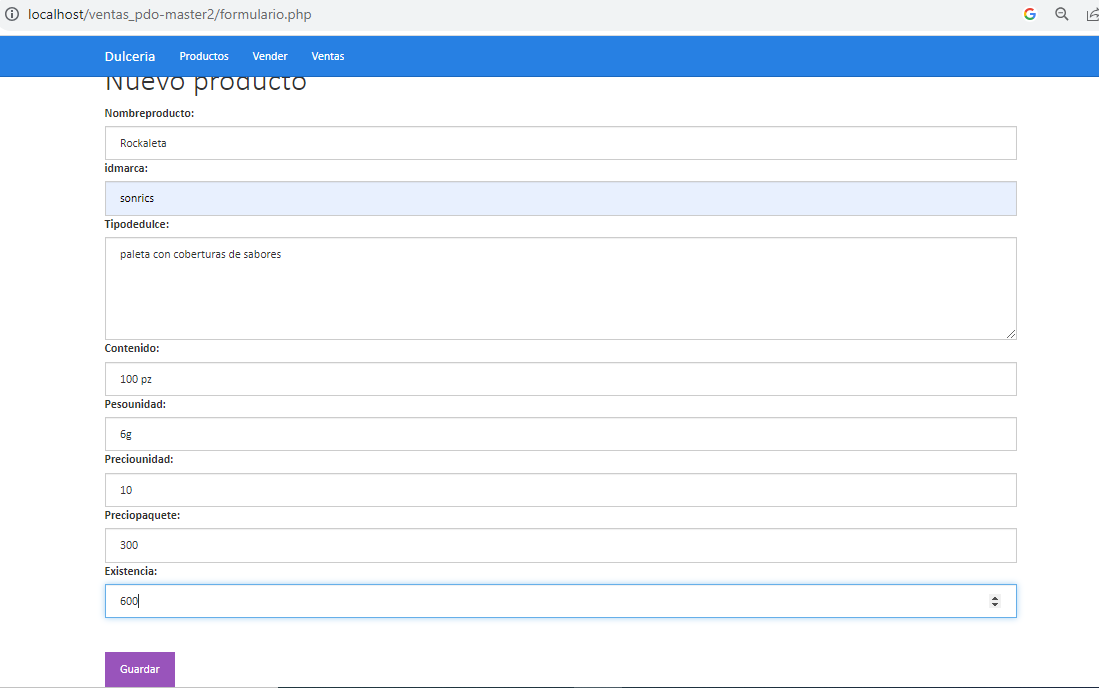 localhost/ventas_pdo-master2/formulario.php
Dulceria Productos Vender Ventas
Nuevo producto
Nombreproducto:
Rockaleta
idmarca:
sonrics
Tipodedulce:
paleta con coberturas de sabores
Contenido:
100 pz
Pesounidad:
6g
Preciounidad:
10
Preciopaquete:
300
Existencia:
600
Guardar